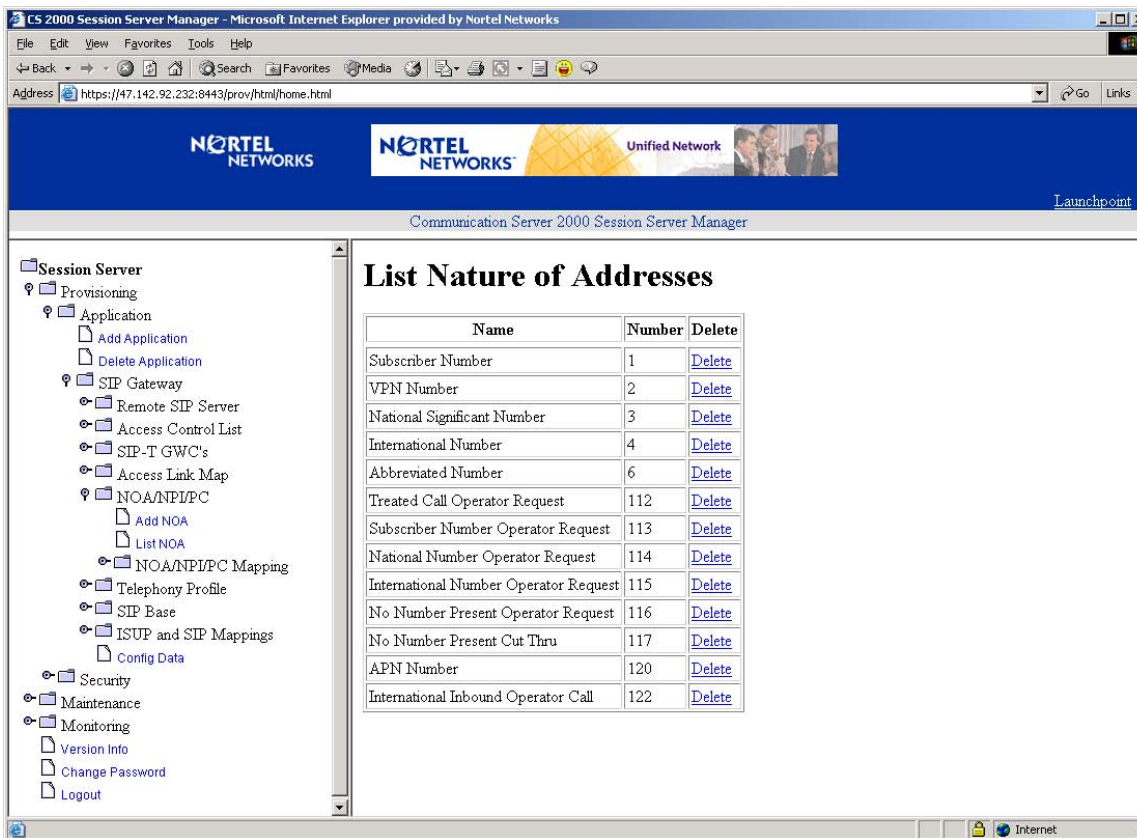 CS 2000 Session Server Manager - Microsoft Internet Explorer provided by Nortel Networks
File Edit View Favorites Tools Help
Back Search Favorites Media
Address https://47.142.92.232:8443/prov/html/home.html Go Links
NORTEL NETWORKS
NORTEL NETWORKS™ Unified Network
Launchpoint
Communication Server 2000 Session Server Manager
Session Server
Provisioning
Application
Add Application
Delete Application
SIP Gateway
Remote SIP Server
Access Control List
SIP-T GWC's
Access Link Map
NOA/NPI/PC
Add NOA
List NOA
NOA/NPI/PC Mapping
Telephony Profile
SIP Base
ISUP and SIP Mappings
Config Data
Security
Maintenance
Monitoring
Version Info
Change Password
Logout
List Nature of Addresses
Name Number Delete
Subscriber Number 1 Delete
VPN Number 2 Delete
National Significant Number 3 Delete
International Number 4 Delete
Abbreviated Number 6 Delete
Treated Call Operator Request 112 Delete
Subscriber Number Operator Request 113 Delete
National Number Operator Request 114 Delete
International Number Operator Request 115 Delete
No Number Present Operator Request 116 Delete
No Number Present Cut Thru 117 Delete
APN Number 120 Delete
International Inbound Operator Call 122 Delete
Internet